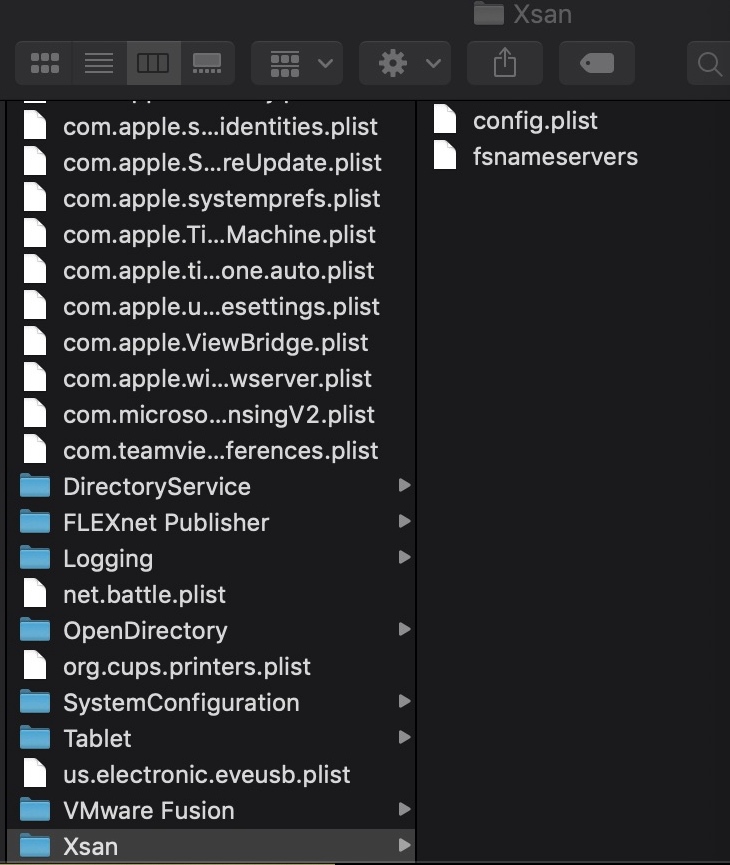 Xsan
com.apple.s...identities.plist
com.apple.S...reUpdate.plist
com.apple.systemprefs.plist
com.apple.Ti...Machine.plist
com.apple.ti...one.auto.plist
com.apple.u...esettings.plist
com.apple.ViewBridge.plist
com.apple.wi...wserver.plist
com.microso...nsingV2.plist
com.teamvie...ferences.plist
DirectoryService
FLEXnet Publisher
Logging
net.battle.plist
OpenDirectory
org.cups.printers.plist
SystemConfiguration
Tablet
us.electronic.eveusb.plist
VMware Fusion
Xsan
config.plist
fsnameservers